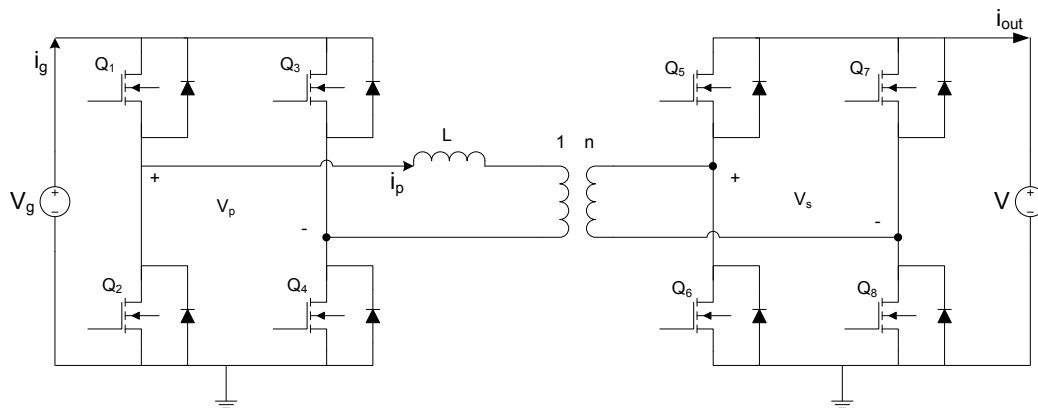 i_g
Q_1
Q_3
L
1 n
i_p
V_g
+
V_p
-
Q_2
Q_4
i_out
Q_5
Q_7
+
V_s
-
V
Q_6
Q_8
+
-
+
-